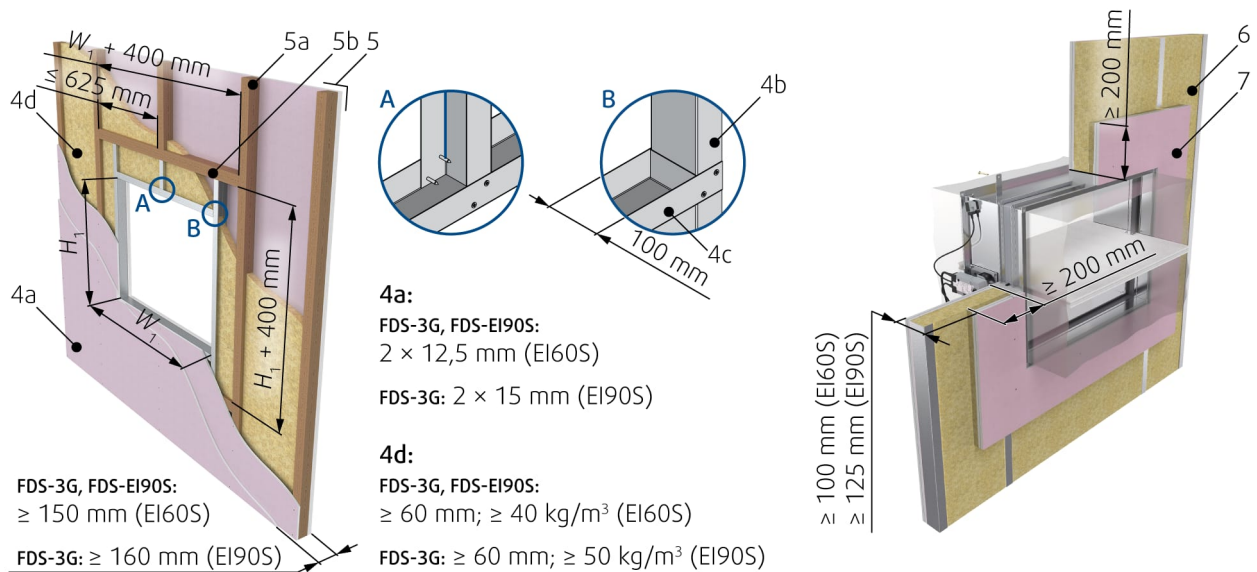 W₁ + 400 mm
≤ 625 mm
5a
5b
5
4d
A
B
H₁
W₁
H₁ + 400 mm
4a
FDS-3G, FDS-EI90S:
≥ 150 mm (EI60S)
FDS-3G: ≥ 160 mm (EI90S)
A
B
4b
4c
100 mm
4a:
FDS-3G, FDS-EI90S:
2 × 12,5 mm (EI60S)
FDS-3G: 2 × 15 mm (EI90S)
4d:
FDS-3G, FDS-EI90S:
≥ 60 mm; ≥ 40 kg/m³ (EI60S)
FDS-3G: ≥ 60 mm; ≥ 50 kg/m³ (EI90S)
≥ 200 mm
6
7
≥ 200 mm
≥ 100 mm (EI60S)
≥ 125 mm (EI90S)